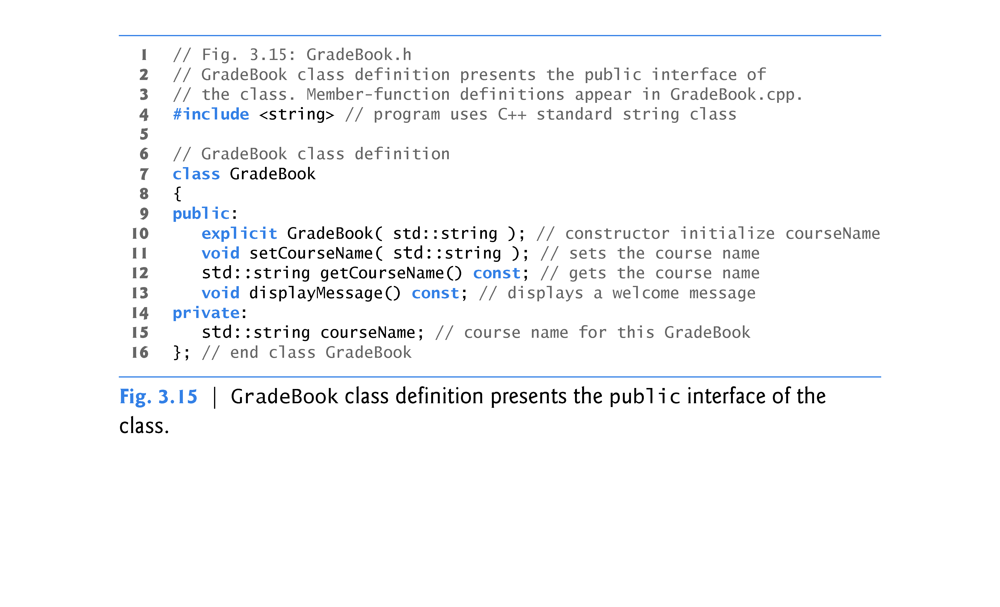 1 // Fig. 3.15: GradeBook.h
2 // GradeBook class definition presents the public interface of
3 // the class. Member-function definitions appear in GradeBook.cpp.
4 #include <string> // program uses C++ standard string class
5
6 // GradeBook class definition
7 class GradeBook
8 {
9 public:
10    explicit GradeBook( std::string ); // constructor initialize courseName
11    void setCourseName( std::string ); // sets the course name
12    std::string getCourseName() const; // gets the course name
13    void displayMessage() const; // displays a welcome message
14 private:
15    std::string courseName; // course name for this GradeBook
16 }; // end class GradeBook
Fig. 3.15 | GradeBook class definition presents the public interface of the
class.